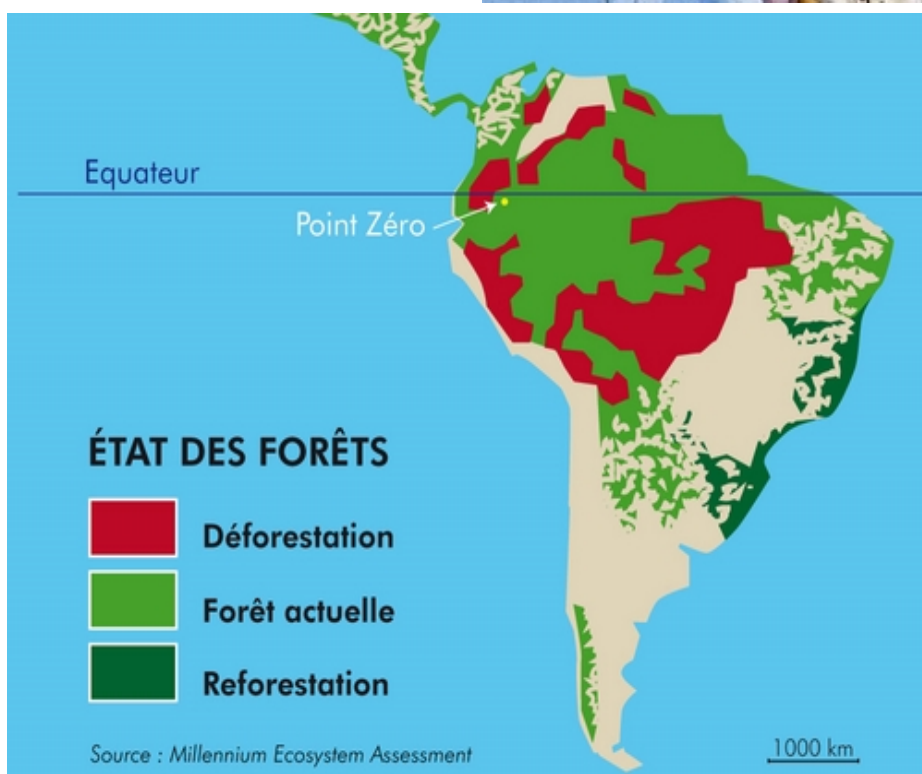 Equateur
Point Zéro
ÉTAT DES FORÊTS
Déforestation
Forêt actuelle
Reforestation
Source : Millennium Ecosystem Assessment
1000 km